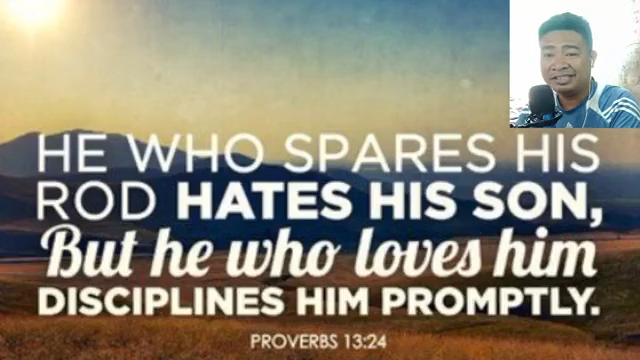 HE WHO SPARES HIS
ROD HATES HIS SON,
But he who loves him
DISCIPLINES HIM PROMPTLY.
PROVERBS 13:24